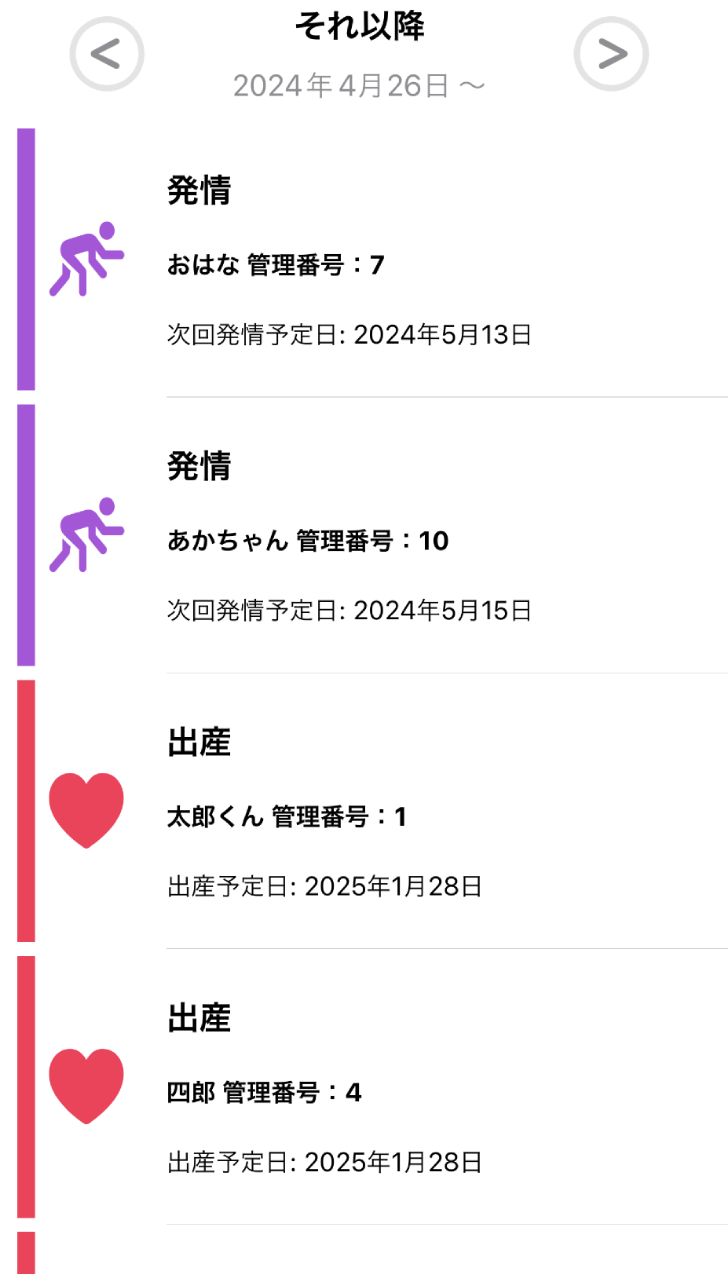 それ以降
2024年4月26日 〜
発情
おはな 管理番号：7
次回発情予定日: 2024年5月13日
発情
あかちゃん 管理番号：10
次回発情予定日: 2024年5月15日
出産
太郎くん 管理番号：1
出産予定日: 2025年1月28日
出産
四郎 管理番号：4
出産予定日: 2025年1月28日